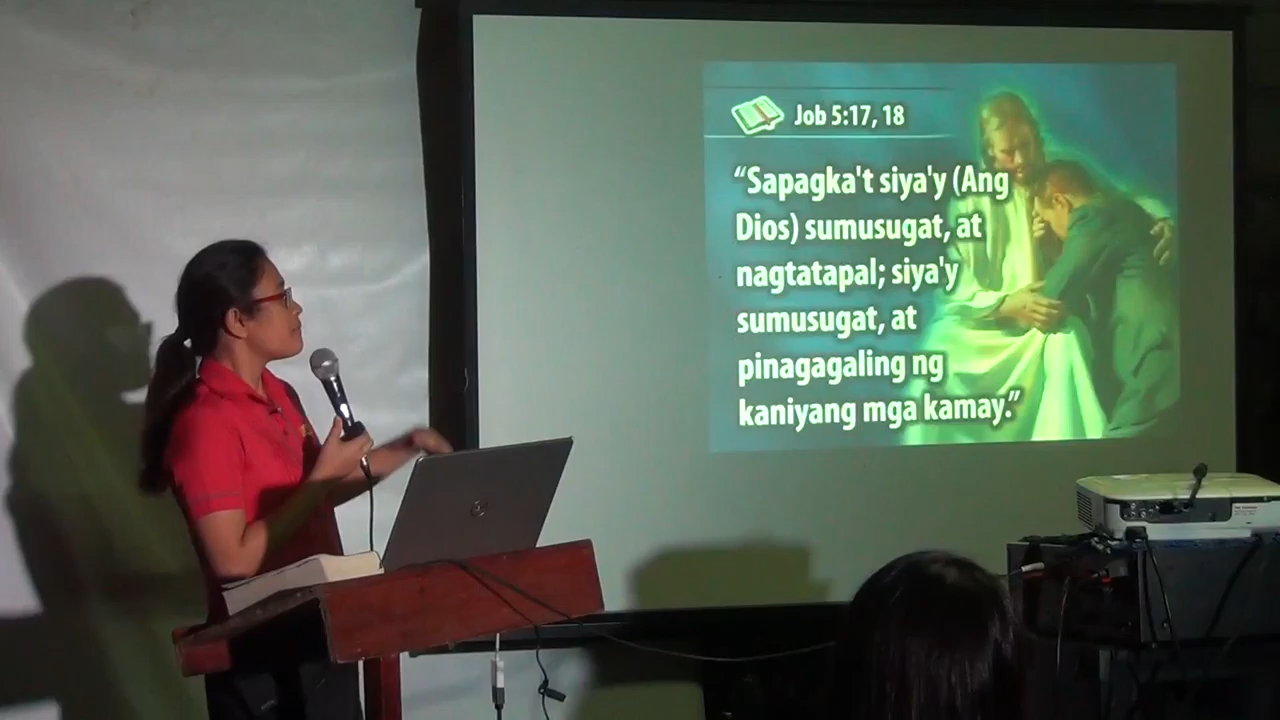 Job 5:17, 18
“Sapagka't siya'y (Ang
Dios) sumusugat, at
nagtatapal; siya'y
sumusugat, at
pinagagaling ng
kaniyang mga kamay.”